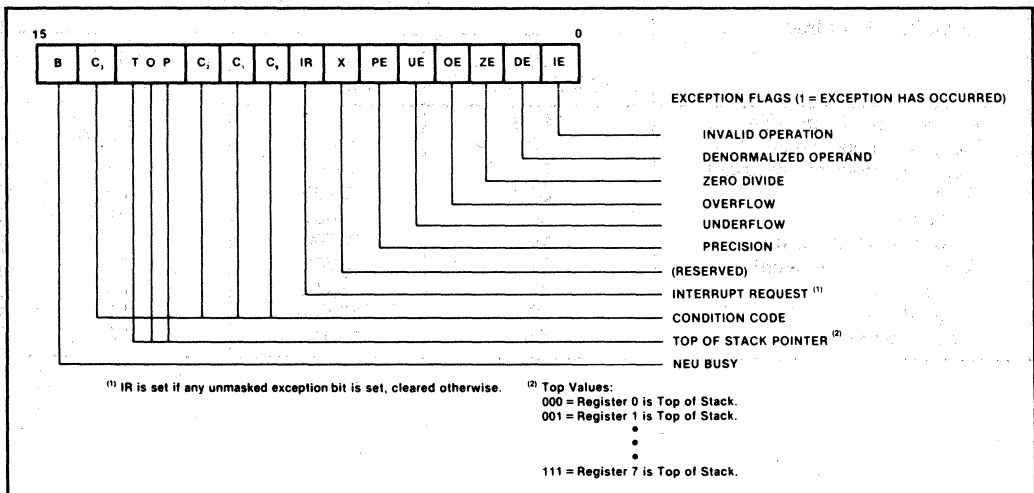 15 0
B C₃ T O P C₂ C₁ C₀ IR X PE UE OE ZE DE IE
EXCEPTION FLAGS (1 = EXCEPTION HAS OCCURRED)
INVALID OPERATION
DENORMALIZED OPERAND
ZERO DIVIDE
OVERFLOW
UNDERFLOW
PRECISION
(RESERVED)
INTERRUPT REQUEST (1)
CONDITION CODE
TOP OF STACK POINTER (2)
NEU BUSY
(1) IR is set if any unmasked exception bit is set, cleared otherwise.
(2) Top Values:
000 = Register 0 is Top of Stack.
001 = Register 1 is Top of Stack.
•
•
•
111 = Register 7 is Top of Stack.